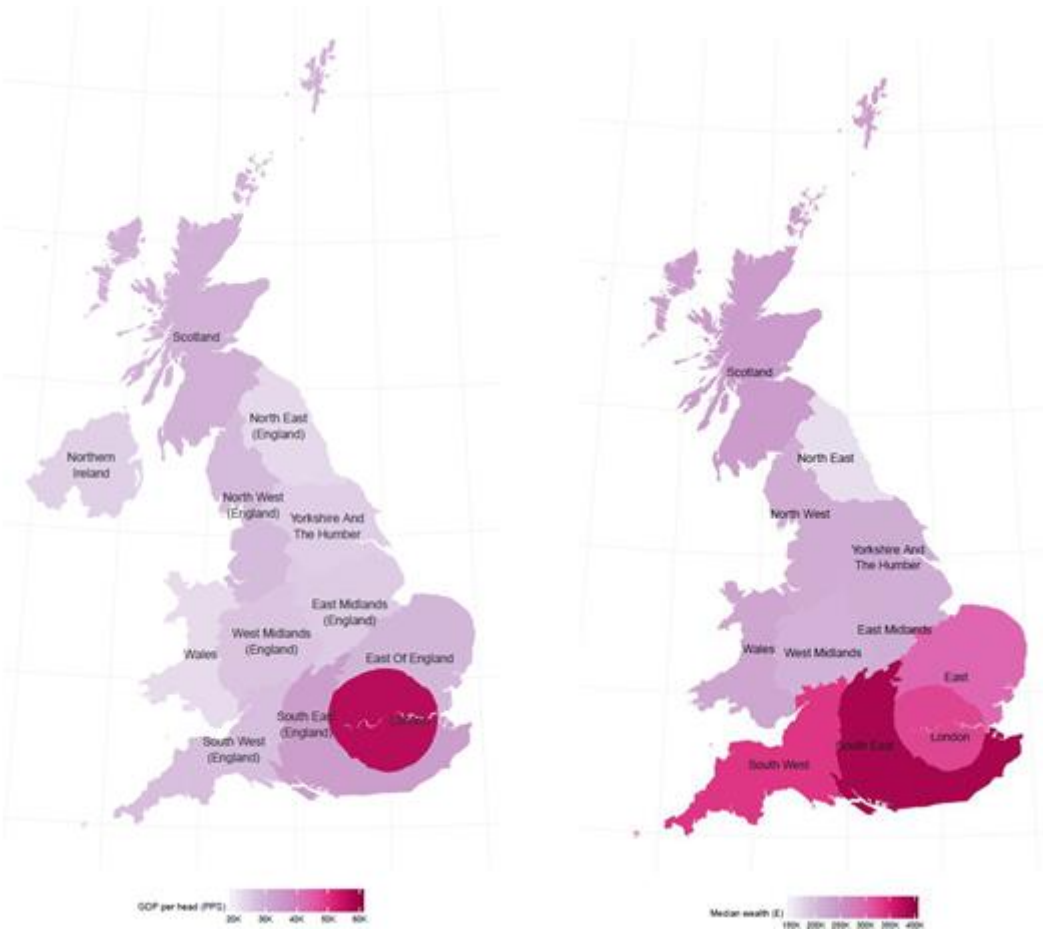 Scotland
North East
(England)
Northern
Ireland
North West
(England)
Yorkshire And
The Humber
East Midlands
(England)
West Midlands
(England)
Wales
East Of England
South East
(England)
London
South West
(England)
GDP per head (PPS)
20K 30K 40K 50K 60K
Scotland
North East
North West
Yorkshire And
The Humber
East Midlands
Wales
West Midlands
East
South East
London
South West
Median wealth (£)
150K 200K 250K 300K 350K 400K